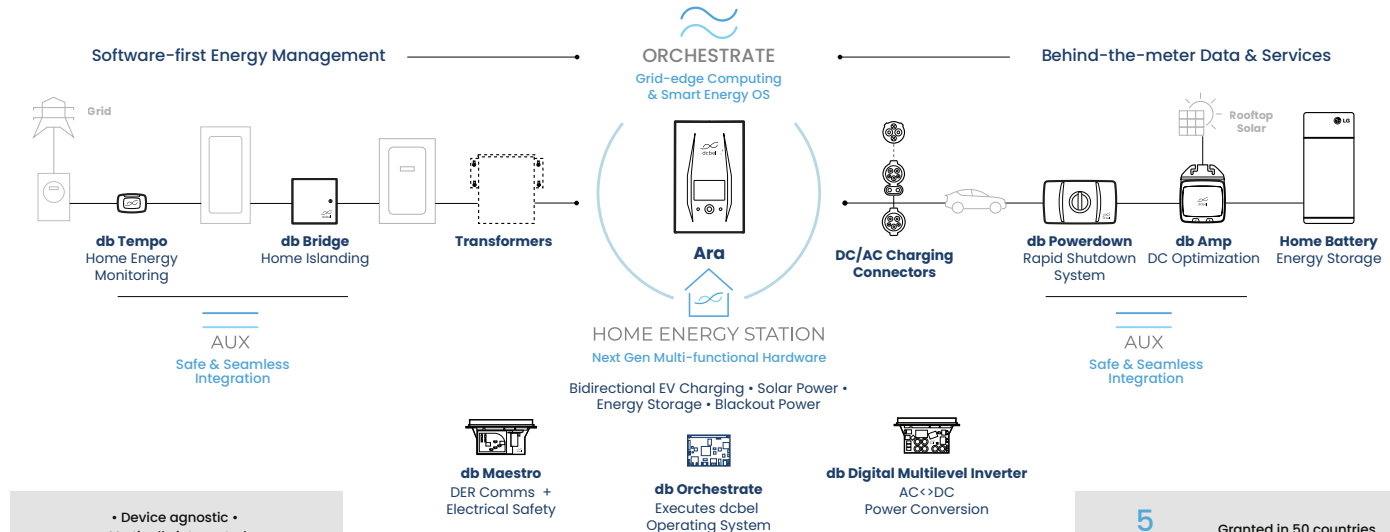 Software-first Energy Management
ORCHESTRATE
Grid-edge Computing
& Smart Energy OS
Behind-the-meter Data & Services
Grid
Rooftop
Solar
LG
dcbel
db Tempo
Home Energy
Monitoring
db Bridge
Home Islanding
Transformers
Ara
DC/AC Charging
Connectors
db Powerdown
Rapid Shutdown
System
db Amp
DC Optimization
Home Battery
Energy Storage
AUX
Safe & Seamless
Integration
HOME ENERGY STATION
Next Gen Multi-functional Hardware
Bidirectional EV Charging • Solar Power •
Energy Storage • Blackout Power
AUX
Safe & Seamless
Integration
db Maestro
DER Comms +
Electrical Safety
db Orchestrate
Executes dcbel
Operating System
db Digital Multilevel Inverter
AC<>DC
Power Conversion
• Device agnostic •
5
Granted in 50 countries